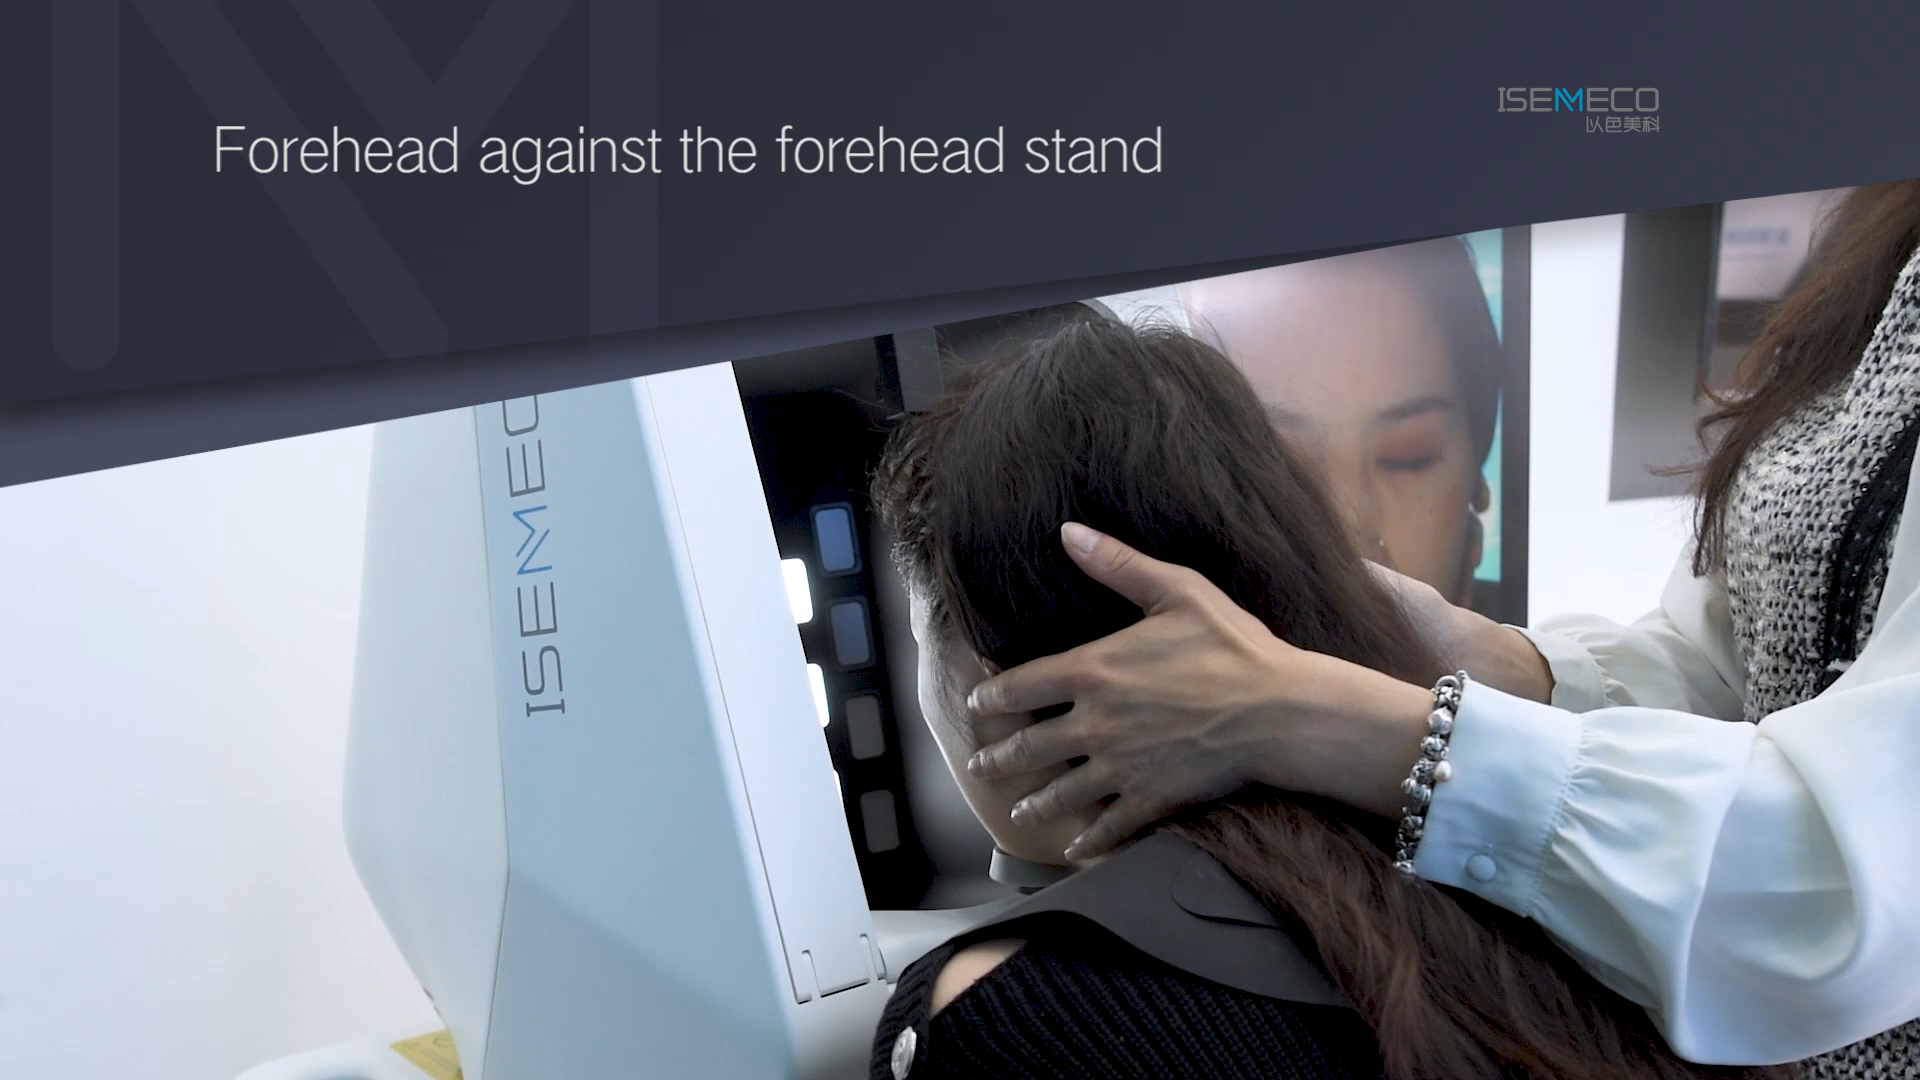 Forehead against the forehead stand
ISEMECO
以色美科
ISEMECO